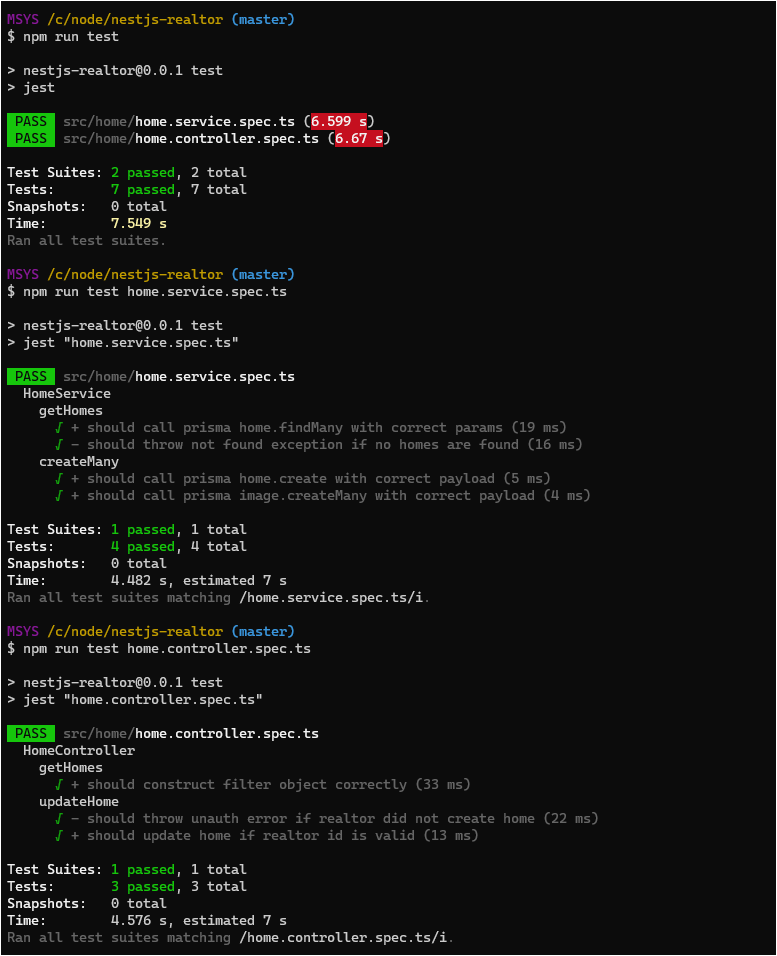 MSYS /c/node/nestjs-realtor (master)
$ npm run test
> nestjs-realtor@0.0.1 test
> jest
PASS src/home/home.service.spec.ts (6.599 s)
PASS src/home/home.controller.spec.ts (6.67 s)
Test Suites: 2 passed, 2 total
Tests: 7 passed, 7 total
Snapshots: 0 total
Time: 7.549 s
Ran all test suites.
MSYS /c/node/nestjs-realtor (master)
$ npm run test home.service.spec.ts
> nestjs-realtor@0.0.1 test
> jest "home.service.spec.ts"
PASS src/home/home.service.spec.ts
HomeService
getHomes
√ + should call prisma home.findMany with correct params (19 ms)
√ - should throw not found exception if no homes are found (16 ms)
createMany
√ + should call prisma home.create with correct payload (5 ms)
√ + should call prisma image.createMany with correct payload (4 ms)
Test Suites: 1 passed, 1 total
Tests: 4 passed, 4 total
Snapshots: 0 total
Time: 4.482 s, estimated 7 s
Ran all test suites matching /home.service.spec.ts/i.
MSYS /c/node/nestjs-realtor (master)
$ npm run test home.controller.spec.ts
> nestjs-realtor@0.0.1 test
> jest "home.controller.spec.ts"
PASS src/home/home.controller.spec.ts
HomeController
getHomes
√ + should construct filter object correctly (33 ms)
updateHome
√ - should throw unauth error if realtor did not create home (22 ms)
√ + should update home if realtor id is valid (13 ms)
Test Suites: 1 passed, 1 total
Tests: 3 passed, 3 total
Snapshots: 0 total
Time: 4.576 s, estimated 7 s
Ran all test suites matching /home.controller.spec.ts/i.